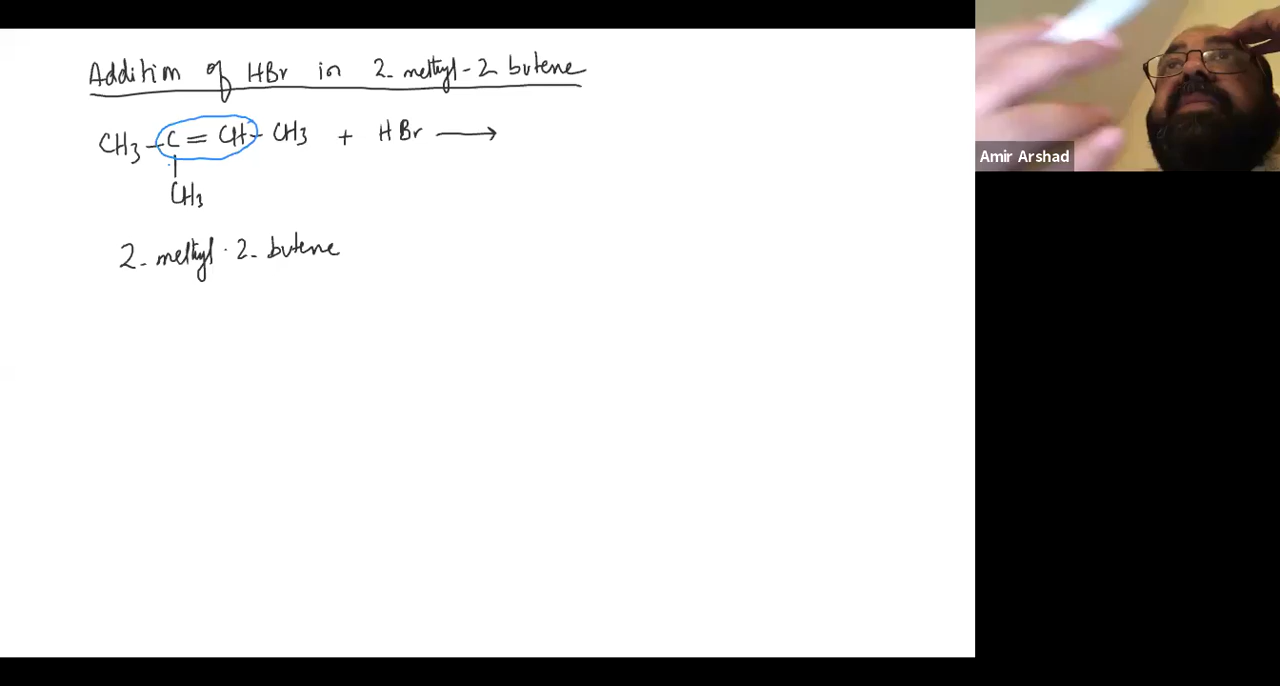 Addition of HBr in 2-methyl-2 butene
CH3-C=CH-CH3 + HBr ⟶
CH3
2-methyl-2-butene
Amir Arshad